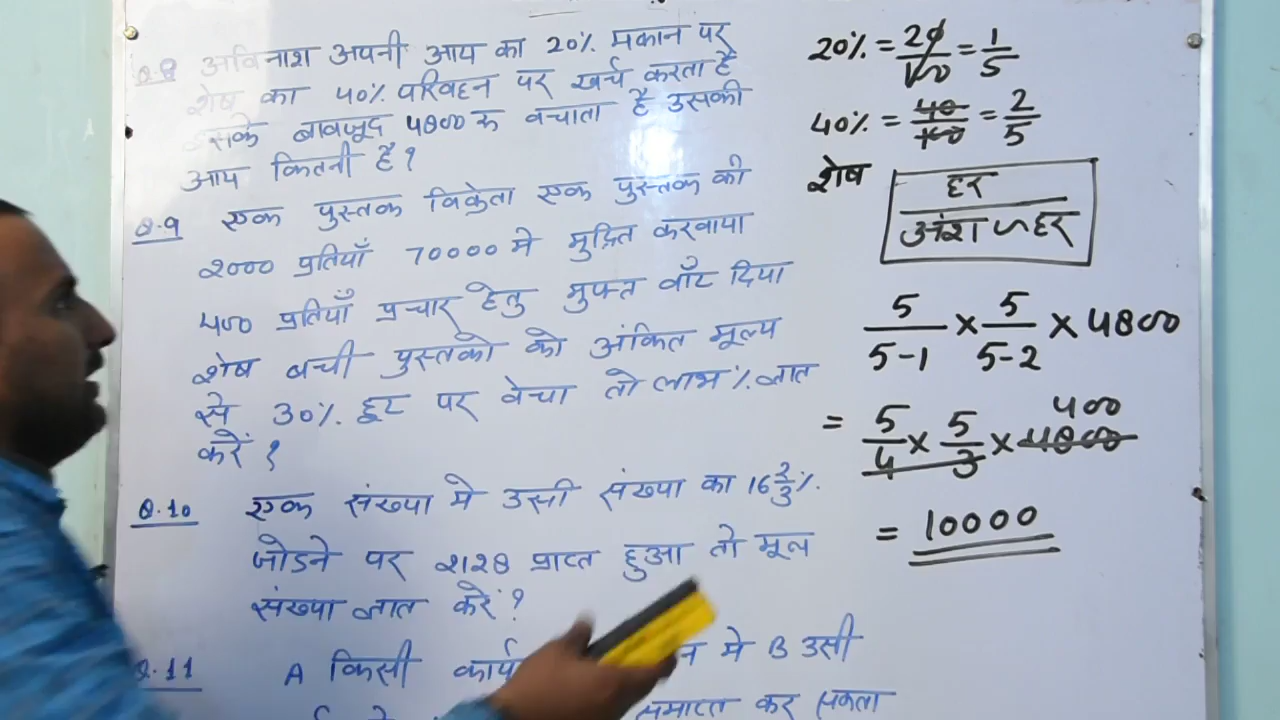 Q.8 अविनाश अपनी आय का 20% मकान पर
शेष का 40% परिवहन पर खर्च करता है
इसके बावजूद 4800 रु बचाता है उसकी
आय कितनी है?
Q.9 एक पुस्तक विक्रेता एक पुस्तक की
2000 प्रतियाँ 70000 मे मुद्रित करवाया
400 प्रतियाँ प्रचार हेतु मुफ्त बाँट दिया
शेष बची पुस्तको को अंकित मूल्य
से 30% छूट पर बेचा तो लाभ% ज्ञात
करें ?
Q.10 एक संख्या मे उसी संख्या का 16 2/3 %.
जोडने पर 2128 प्राप्त हुआ तो मूल
संख्या ज्ञात करें ?
Q.11 A किसी कार्य मे B उसी
समाप्त कर सकता
20% = 20/100 = 1/5
40% = 40/100 = 2/5
शेष
हर
अंश ~ हर
5/5-1 × 5/5-2 × 4800
400
= 5/4 × 5/3 × 4800
= 10000